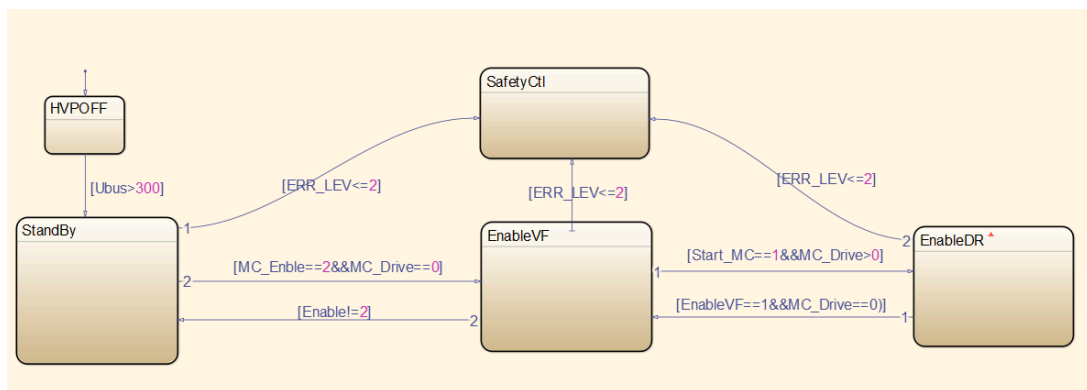 SafetyCtl
HVPOFF
[Ubus>300]
[ERR_LEV<=2]
[ERR_LEV<=2]
[ERR_LEV<=2]
StandBy
1
EnableVF
EnableDR
2
[MC_Enble==2&&MC_Drive==0]
2
[Start_MC==1&&MC_Drive>0]
1
[Enable!=2]
2
[EnableVF==1&&MC_Drive==0)]
1